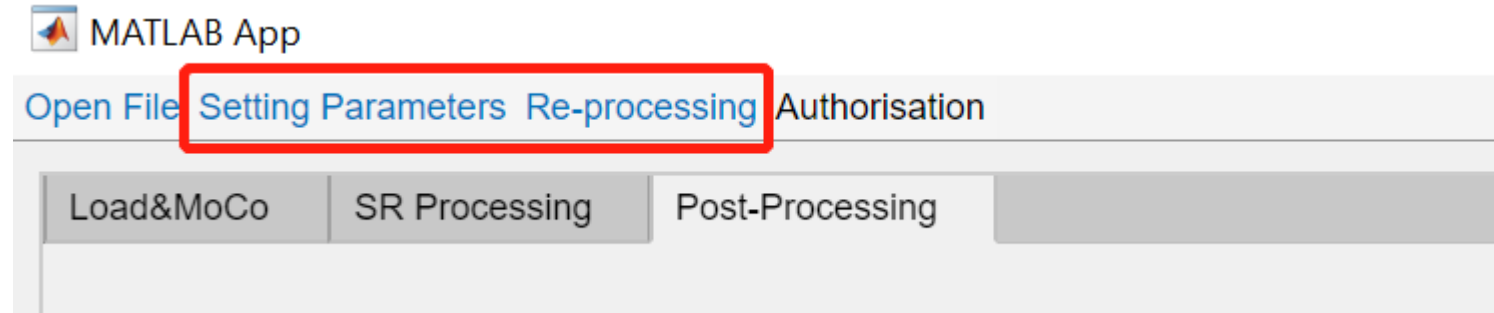 MATLAB App
Open File Setting Parameters Re-processing Authorisation
Load&MoCo SR Processing Post-Processing